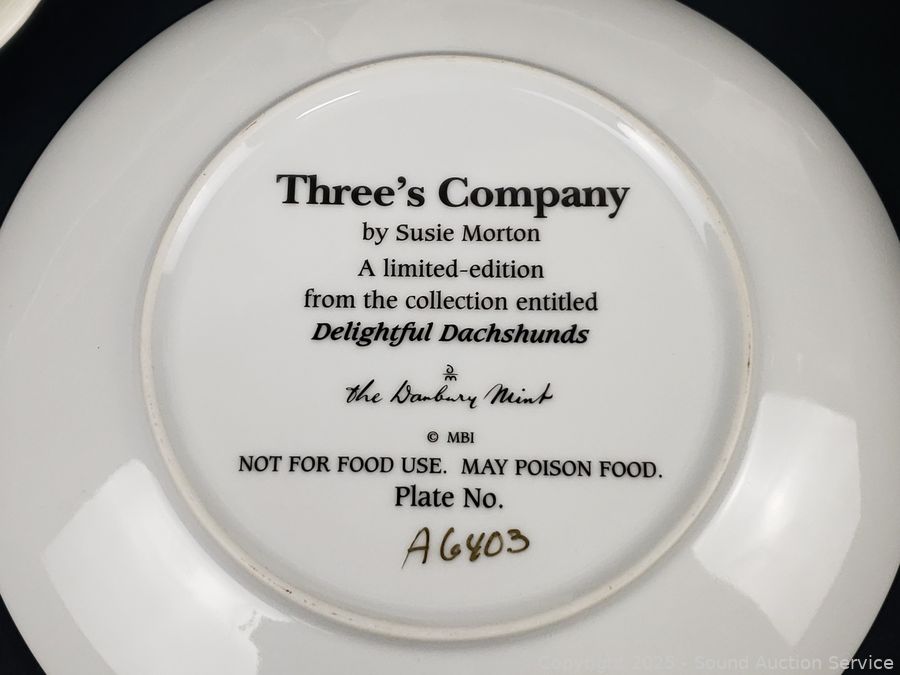 Three's Company
by Susie Morton
A limited-edition
from the collection entitled
Delightful Dachshunds
DM
the Danbury Mint
© MBI
NOT FOR FOOD USE. MAY POISON FOOD.
Plate No.
A6403
Copyright 2025 - Sound Auction Service